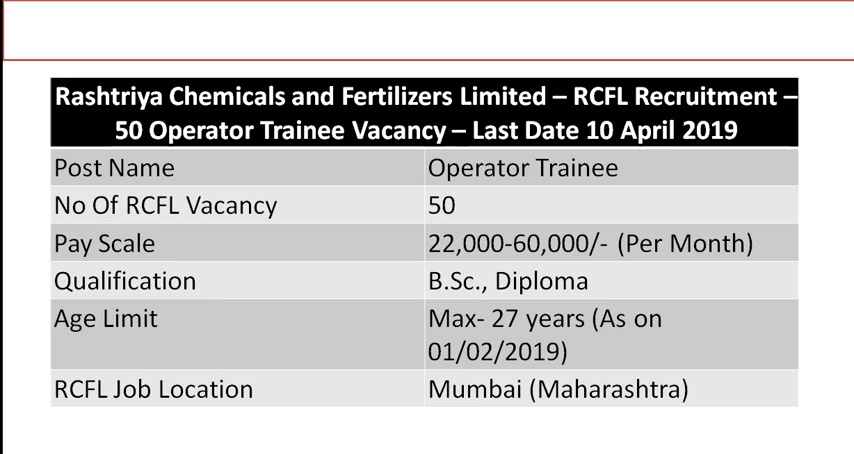 Rashtriya Chemicals and Fertilizers Limited – RCFL Recruitment –
50 Operator Trainee Vacancy – Last Date 10 April 2019
Post Name Operator Trainee
No Of RCFL Vacancy 50
Pay Scale 22,000-60,000/- (Per Month)
Qualification B.Sc., Diploma
Age Limit Max- 27 years (As on
01/02/2019)
RCFL Job Location Mumbai (Maharashtra)